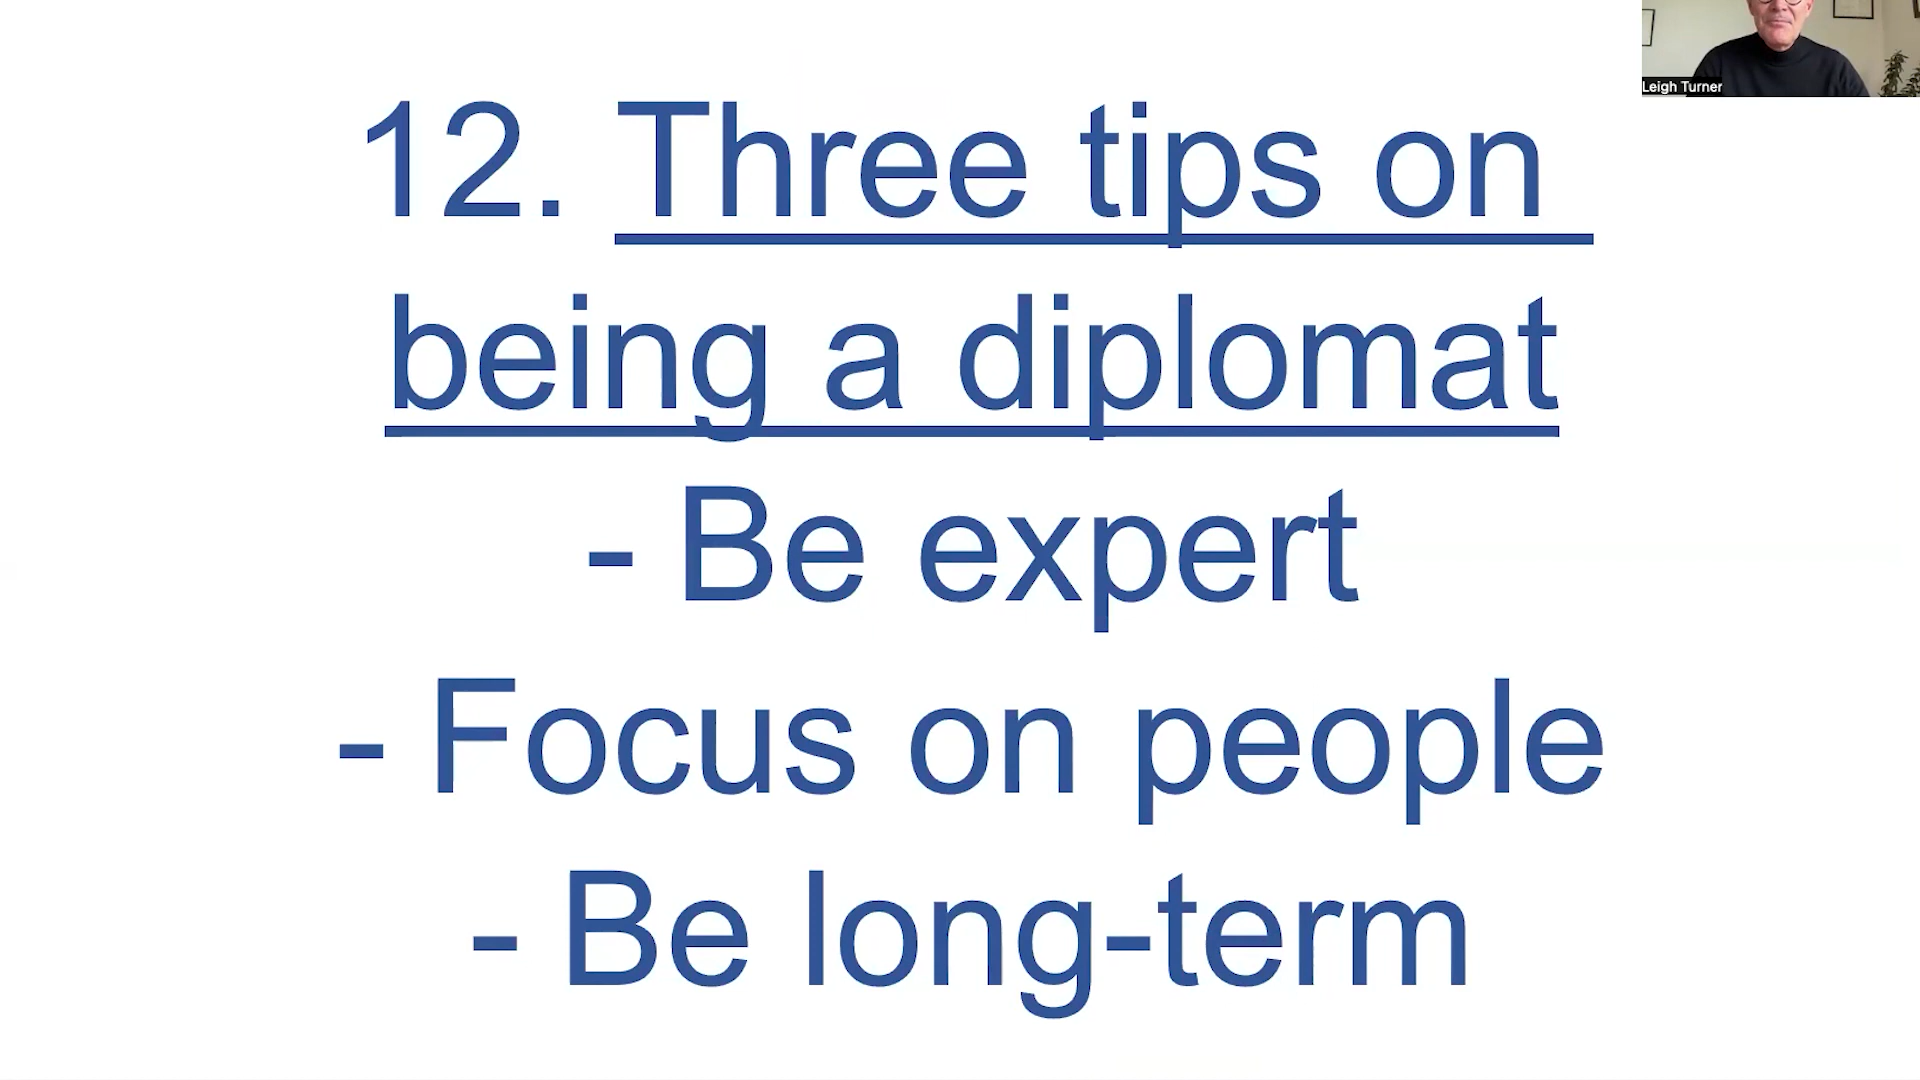 Leigh Turner
12. Three tips on
being a diplomat
- Be expert
- Focus on people
- Be long-term